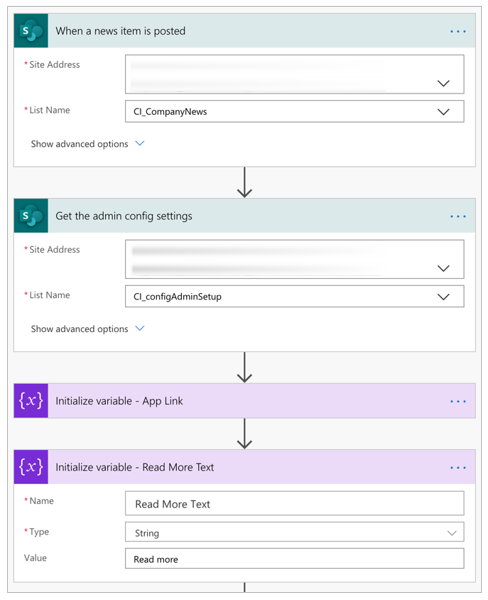 When a news item is posted
* Site Address
* List Name
CI_CompanyNews
Show advanced options
Get the admin config settings
* Site Address
* List Name
CI_configAdminSetup
Show advanced options
{x} Initialize variable - App Link
{x} Initialize variable - Read More Text
* Name
Read More Text
* Type
String
Value
Read more